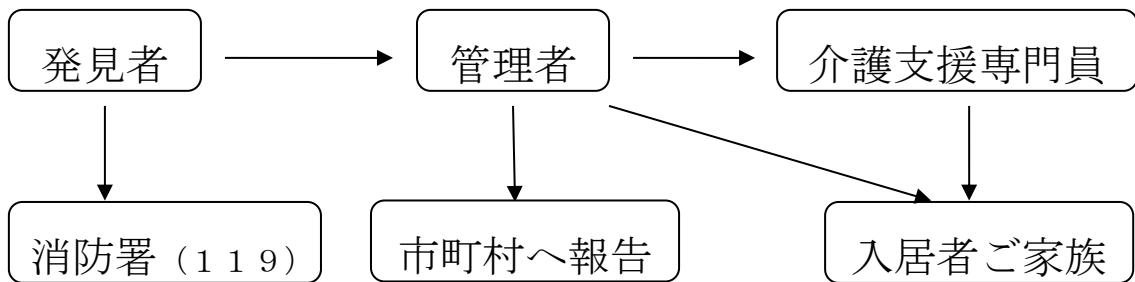 発見者
管理者
介護支援専門員
消防署（１１９）
市町村へ報告
入居者ご家族